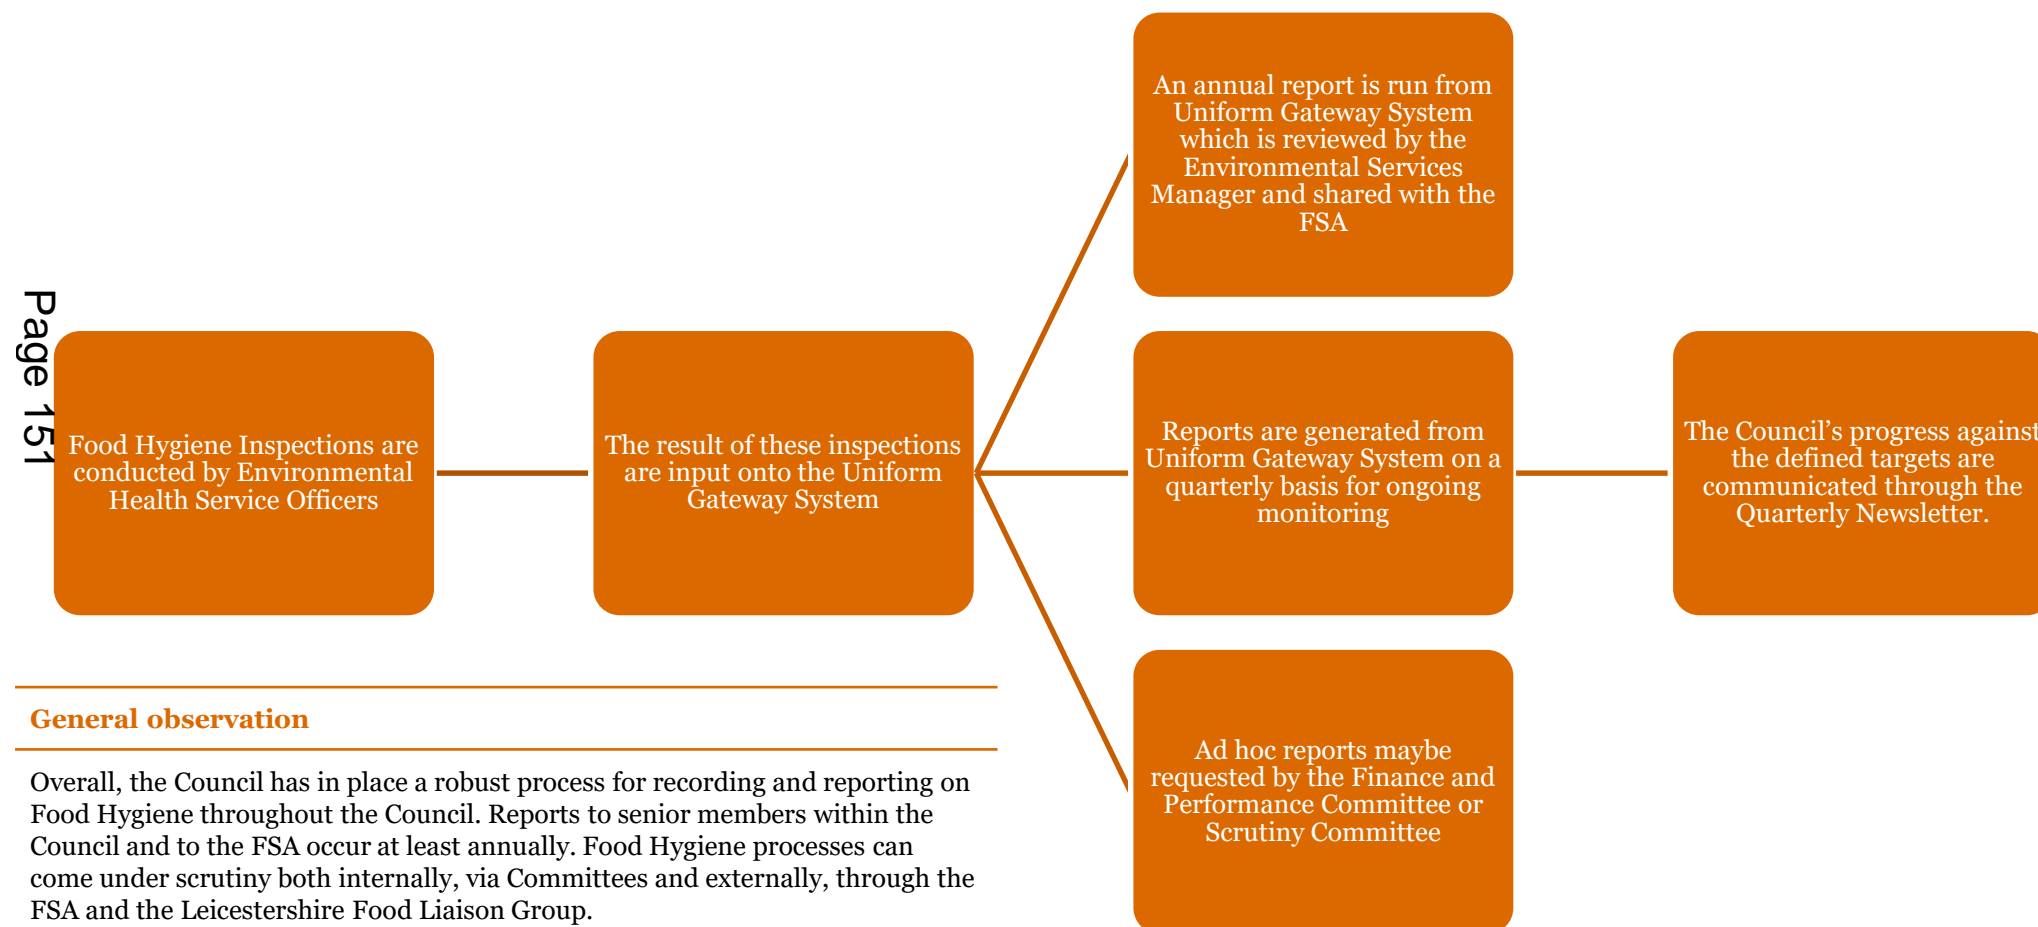 Page 151
Food Hygiene Inspections are
conducted by Environmental
Health Service Officers
The result of these inspections
are input onto the Uniform
Gateway System
An annual report is run from
Uniform Gateway System
which is reviewed by the
Environmental Services
Manager and shared with the
FSA
Reports are generated from
Uniform Gateway System on a
quarterly basis for ongoing
monitoring
The Council’s progress against
the defined targets are
communicated through the
Quarterly Newsletter.
Ad hoc reports maybe
requested by the Finance and
Performance Committee or
Scrutiny Committee
General observation
Overall, the Council has in place a robust process for recording and reporting on
Food Hygiene throughout the Council. Reports to senior members within the
Council and to the FSA occur at least annually. Food Hygiene processes can
come under scrutiny both internally, via Committees and externally, through the
FSA and the Leicestershire Food Liaison Group.